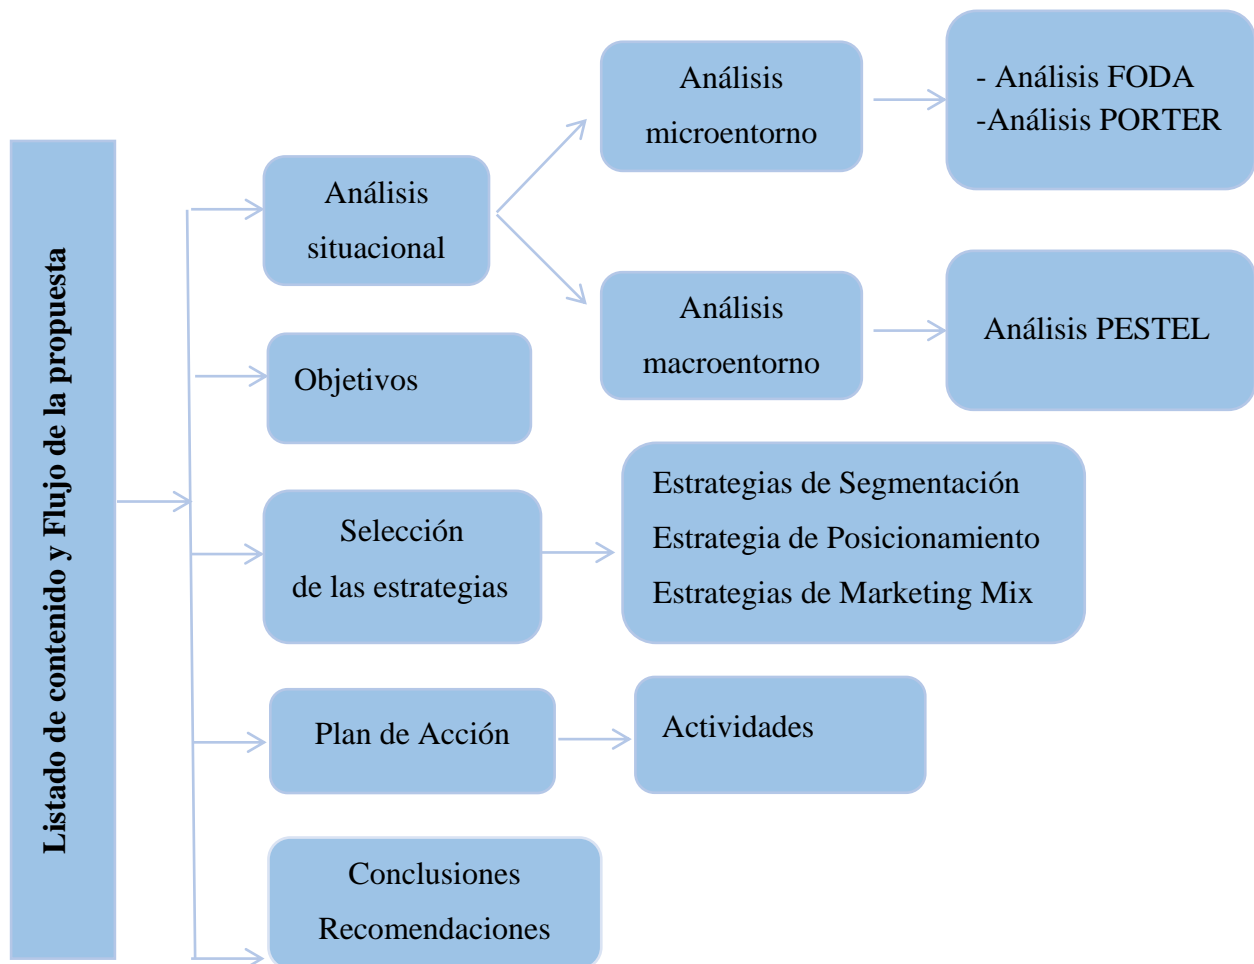 Listado de contenido y Flujo de la propuesta
Análisis
situacional
Análisis
microentorno
- Análisis FODA
-Análisis PORTER
Análisis
macroentorno
Análisis PESTEL
Objetivos
Selección
de las estrategias
Estrategias de Segmentación
Estrategia de Posicionamiento
Estrategias de Marketing Mix
Plan de Acción
Actividades
Conclusiones
Recomendaciones